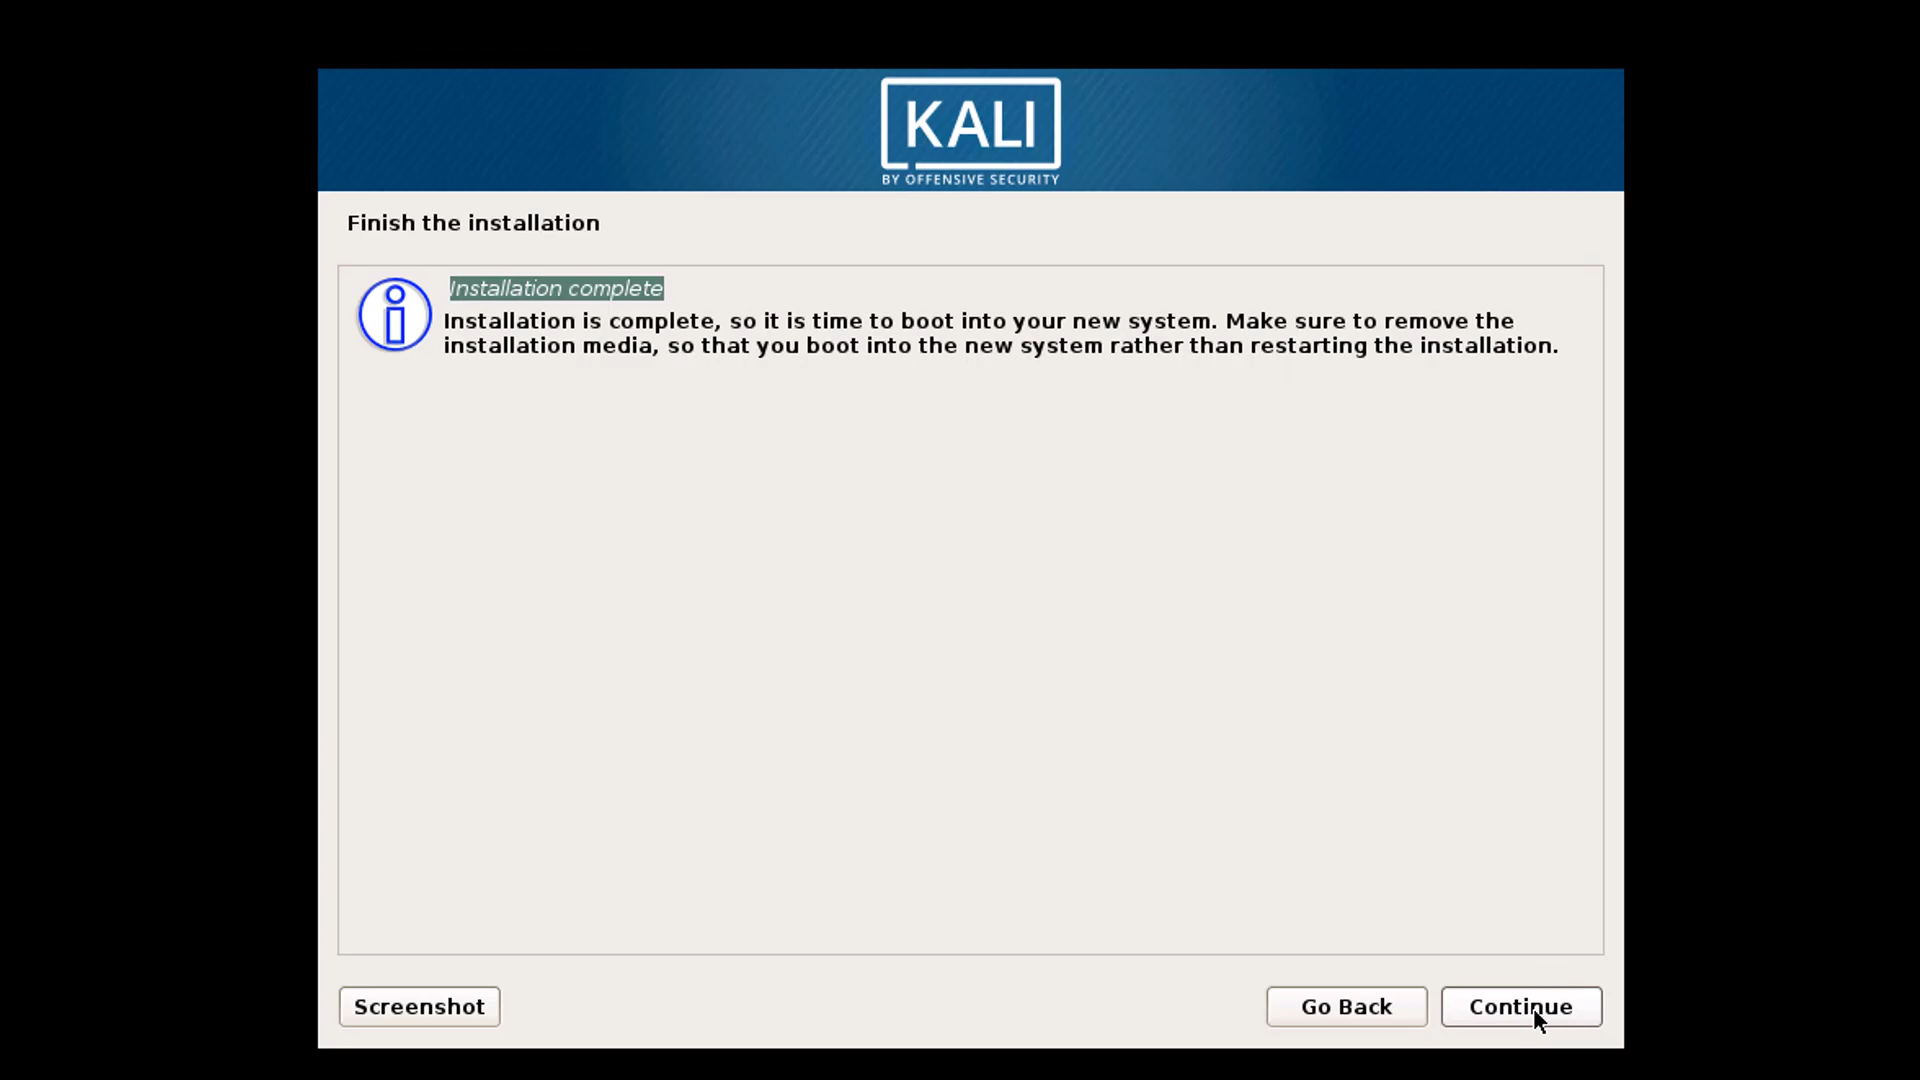 KALI
BY OFFENSIVE SECURITY
Finish the installation
Installation complete
Installation is complete, so it is time to boot into your new system. Make sure to remove the
installation media, so that you boot into the new system rather than restarting the installation.
Screenshot
Go Back
Continue